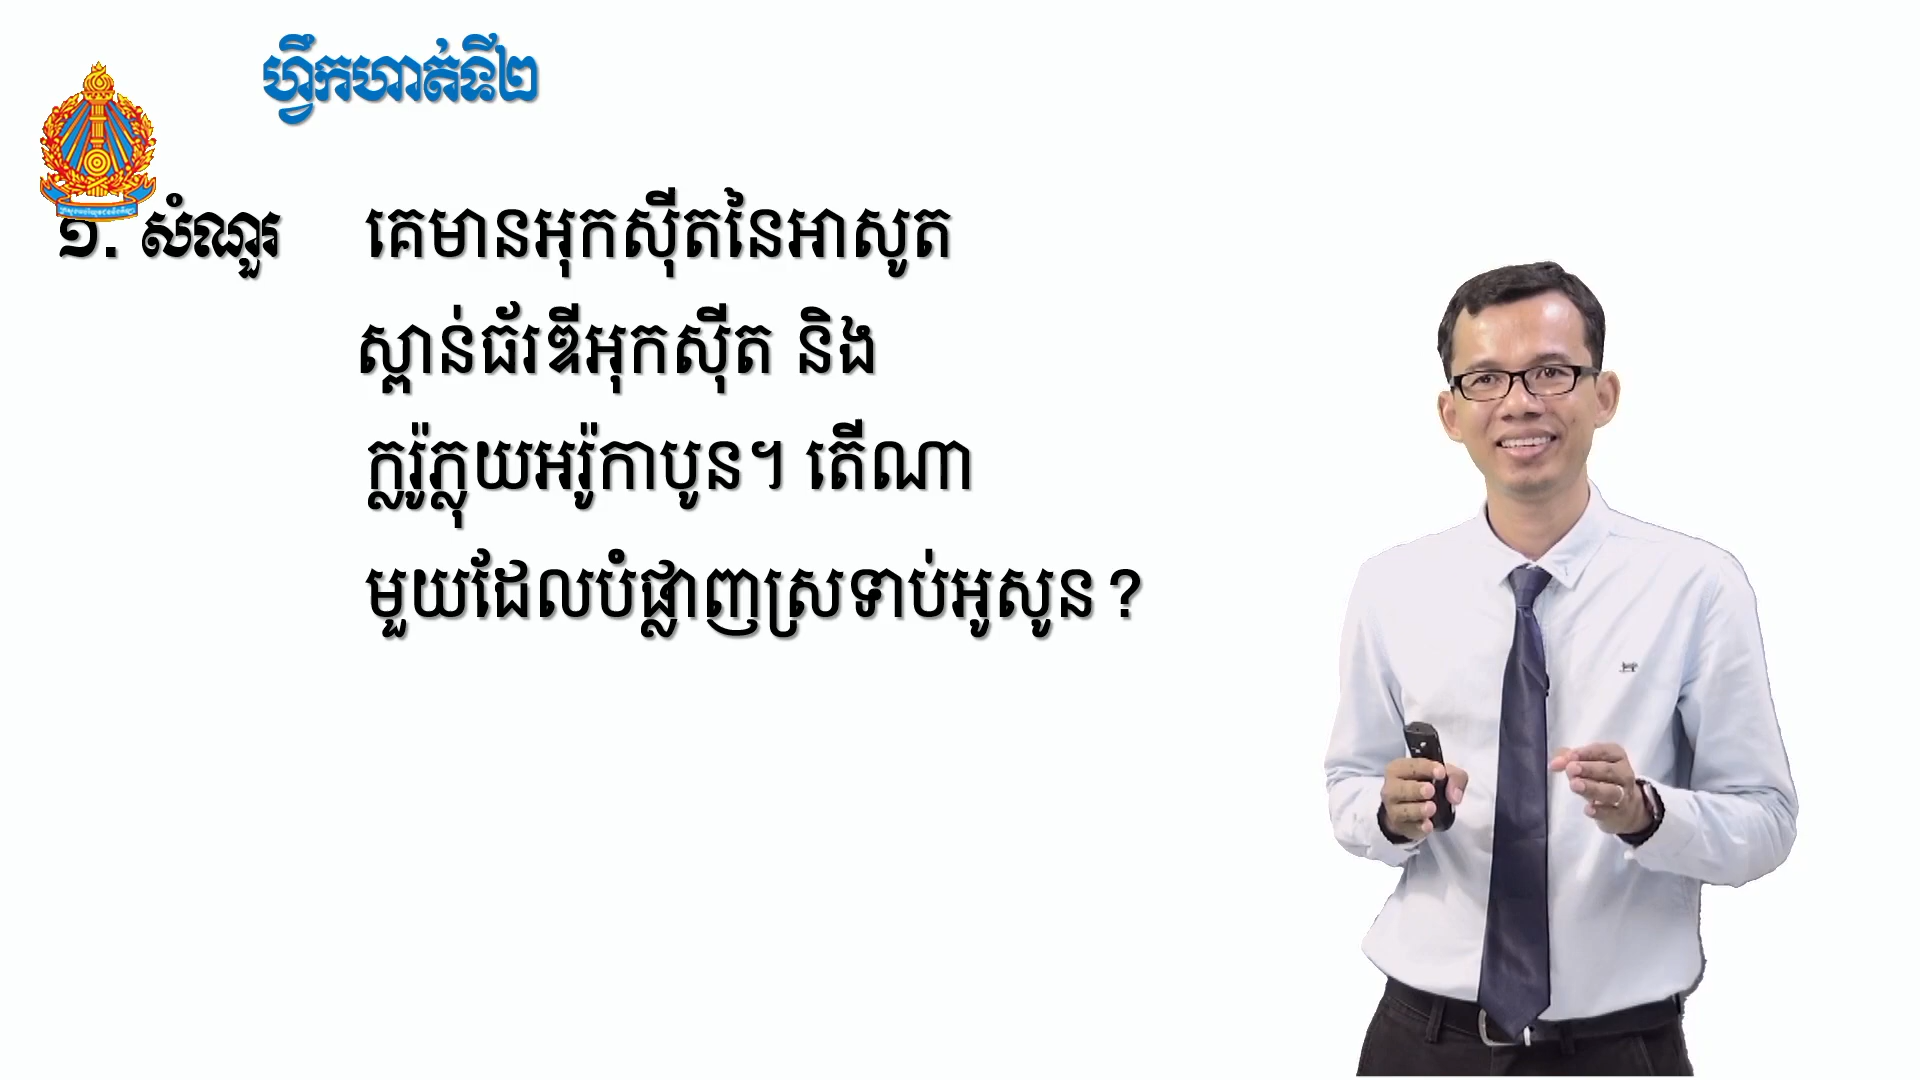 ហ្វឹកហាត់ទី២
១. សំណួរ គេមានអុកស៊ីតនៃអាសូត
ស្ពាន់ធ័រឌីអុកស៊ីត និង
ក្លរ៉ូភ្លុយអរ៉ូកាបូន។ តើណា
មួយដែលបំផ្លាញស្រទាប់អូសូន ?